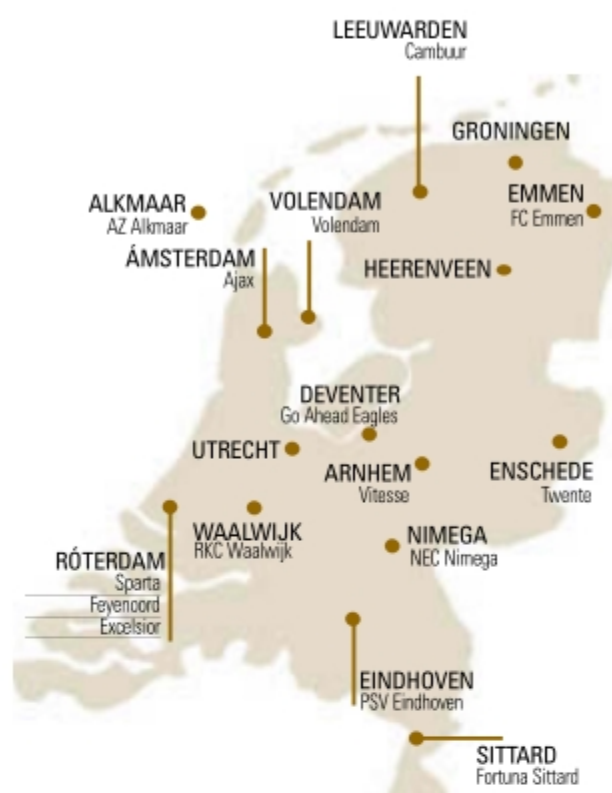 LEEUWARDEN
Cambuur
GRONINGEN
EMMEN
FC Emmen
ALKMAAR
AZ Alkmaar
VOLENDAM
Volendam
ÁMSTERDAM
Ajax
HEERENVEEN
DEVENTER
Go Ahead Eagles
UTRECHT
ARNHEM
Vitesse
ENSCHEDE
Twente
WAALWIJK
RKC Waalwijk
NIMEGA
NEC Nimega
RÓTERDAM
Sparta
Feyenoord
Excelsior
EINDHOVEN
PSV Eindhoven
SITTARD
Fortuna Sittard